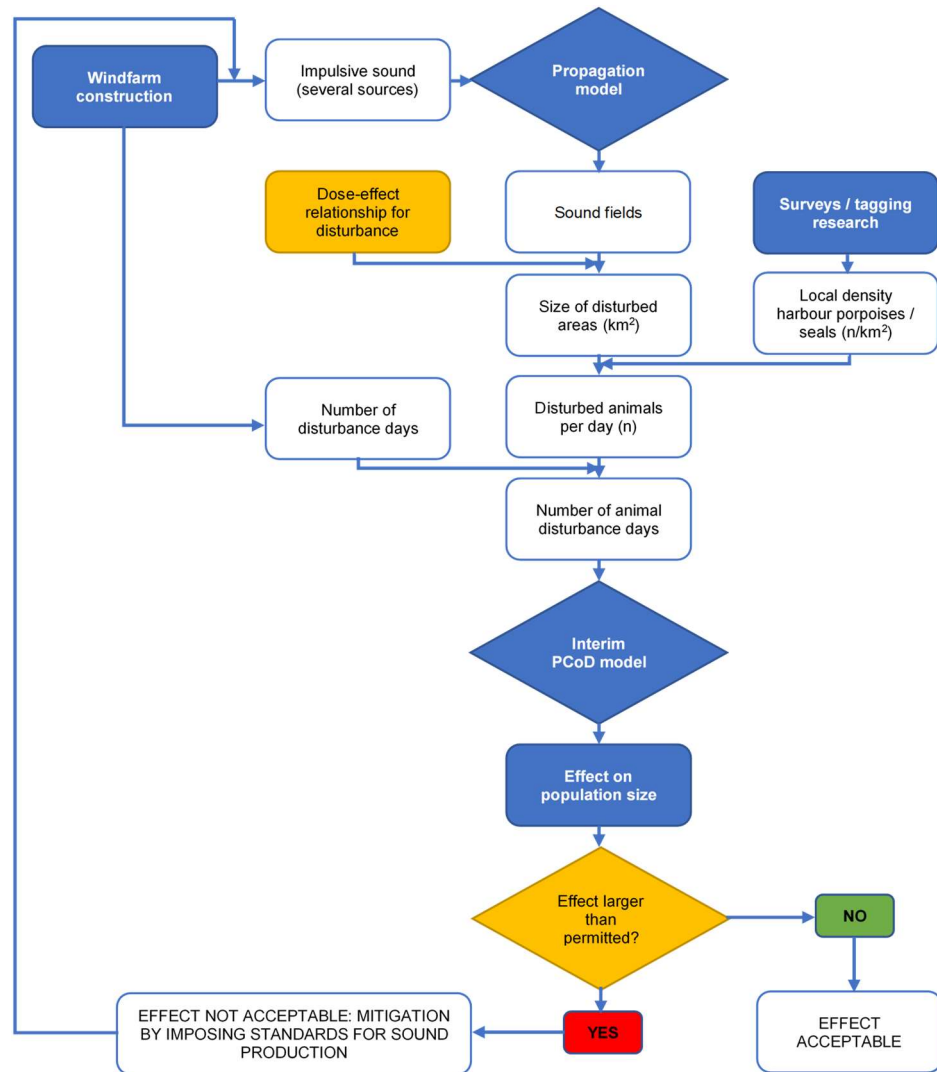 Windfarm
construction
Impulsive sound
(several sources)
Propagation
model
Dose-effect
relationship for
disturbance
Sound fields
Surveys / tagging
research
Size of disturbed
areas (km²)
Local density
harbour porpoises /
seals (n/km²)
Number of
disturbance days
Disturbed animals
per day (n)
Number of animal
disturbance days
Interim
PCoD model
Effect on
population size
Effect larger
than
permitted?
NO
YES
EFFECT NOT ACCEPTABLE: MITIGATION
BY IMPOSING STANDARDS FOR SOUND
PRODUCTION
EFFECT
ACCEPTABLE